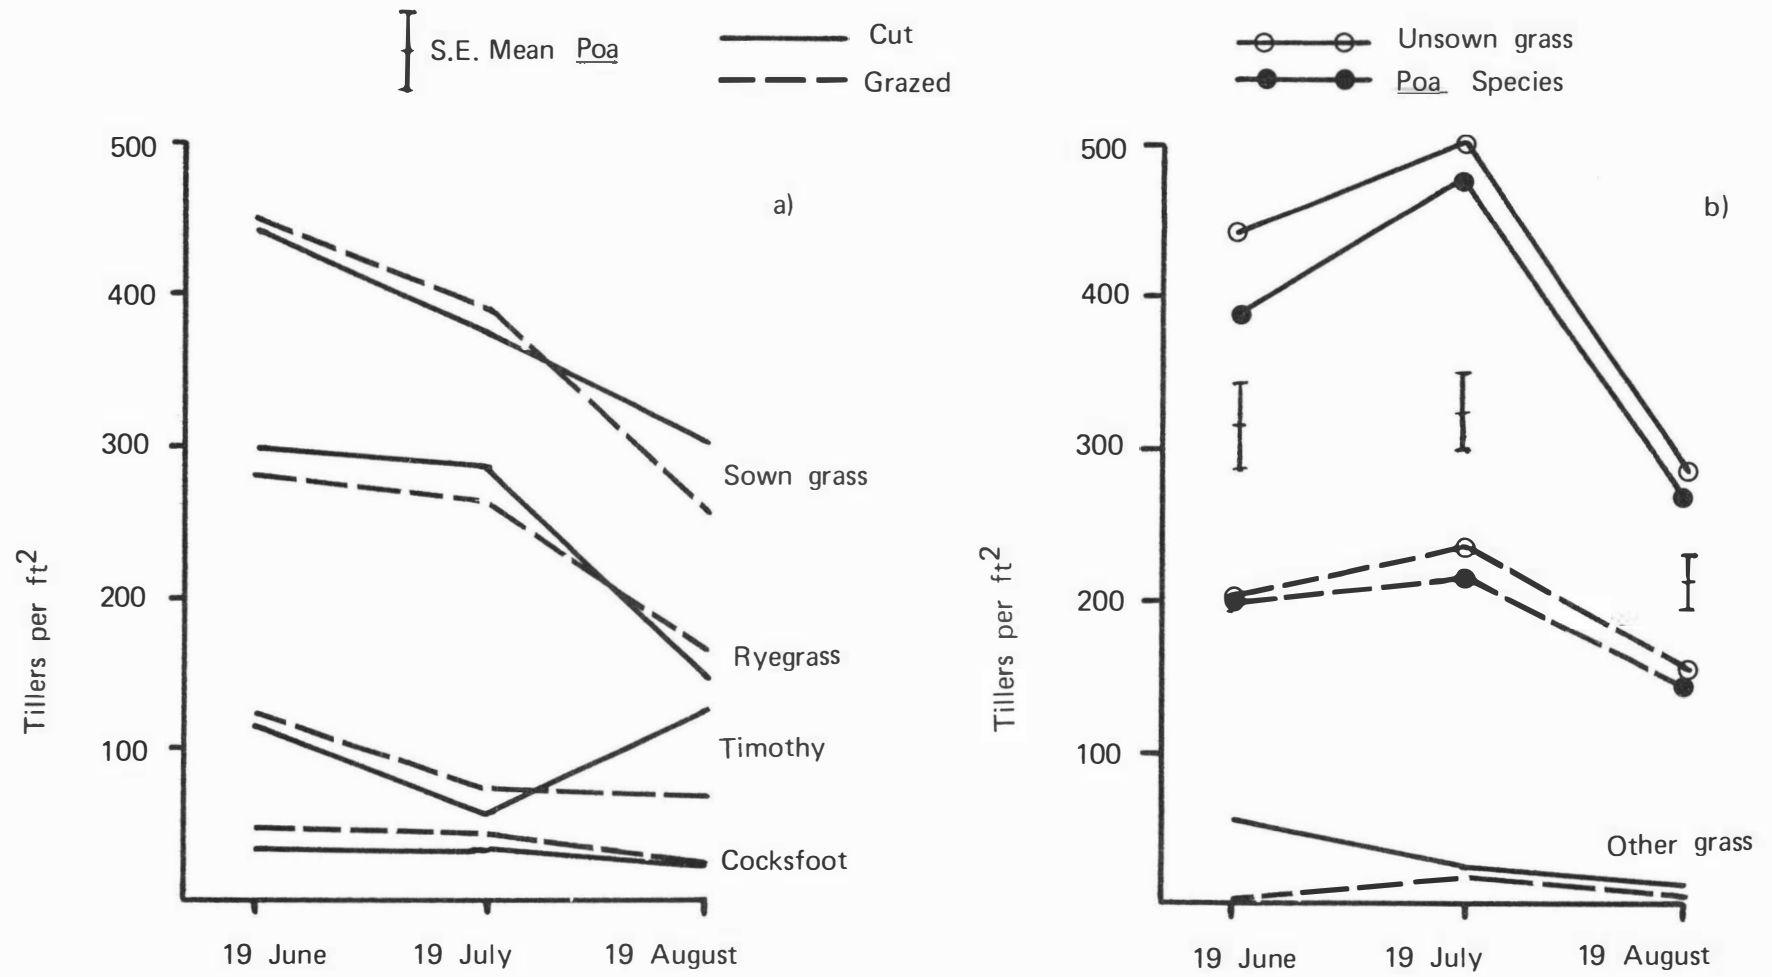 S.E. Mean Poa
Cut
Grazed
Unsown grass
Poa Species
a)
500
400
300
200
100
Tillers per ft²
Sown grass
Ryegrass
Timothy
Cocksfoot
19 June 19 July 19 August
b)
500
400
300
200
100
Tillers per ft²
Other grass
19 June 19 July 19 August